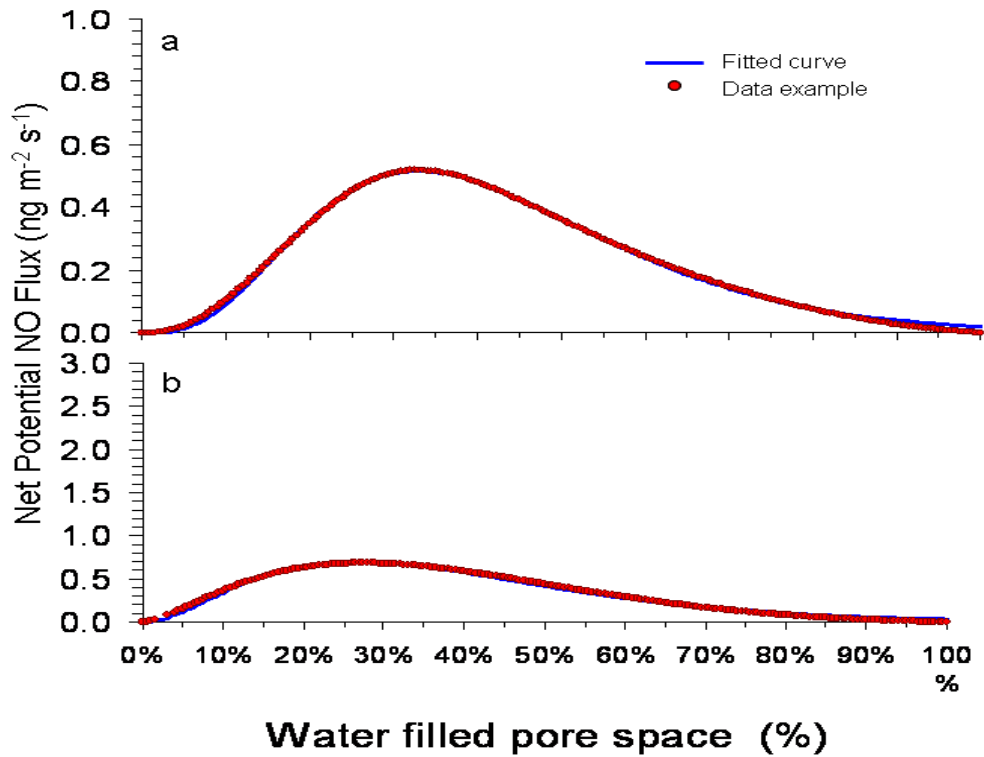 a
Fitted curve
Data example
1.0
0.8
0.6
0.4
0.2
0.0
Net Potential NO Flux (ng m⁻² s⁻¹)
b
3.0
2.5
2.0
1.5
1.0
0.5
0.0
0% 10% 20% 30% 40% 50% 60% 70% 80% 90% 100
%
Water filled pore space (%)